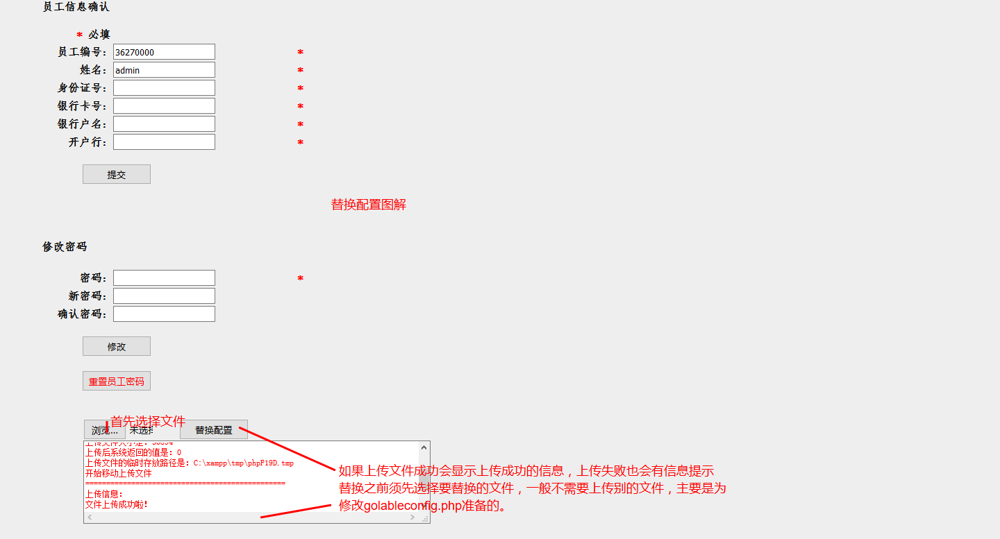 员工信息确认
* 必填
员工编号: 36270000 *
姓名: admin *
身份证号: *
银行卡号: *
银行户名: *
开户行: *
提交
替换配置图解
修改密码
密码: *
新密码:
确认密码:
修改
重置员工密码
首先选择文件
浏览... 未选择 替换配置
上传文件大小是: 30894
上传后系统返回的值是: 0
上传文件的临时存放路径是: C:\xampp\tmp\phpF19D.tmp
开始移动上传文件
================================================
上传信息:
文件上传成功啦!
如果上传文件成功会显示上传成功的信息，上传失败也会有信息提示
替换之前须先选择要替换的文件，一般不需要上传别的文件，主要是为
修改golableconfig.php准备的。